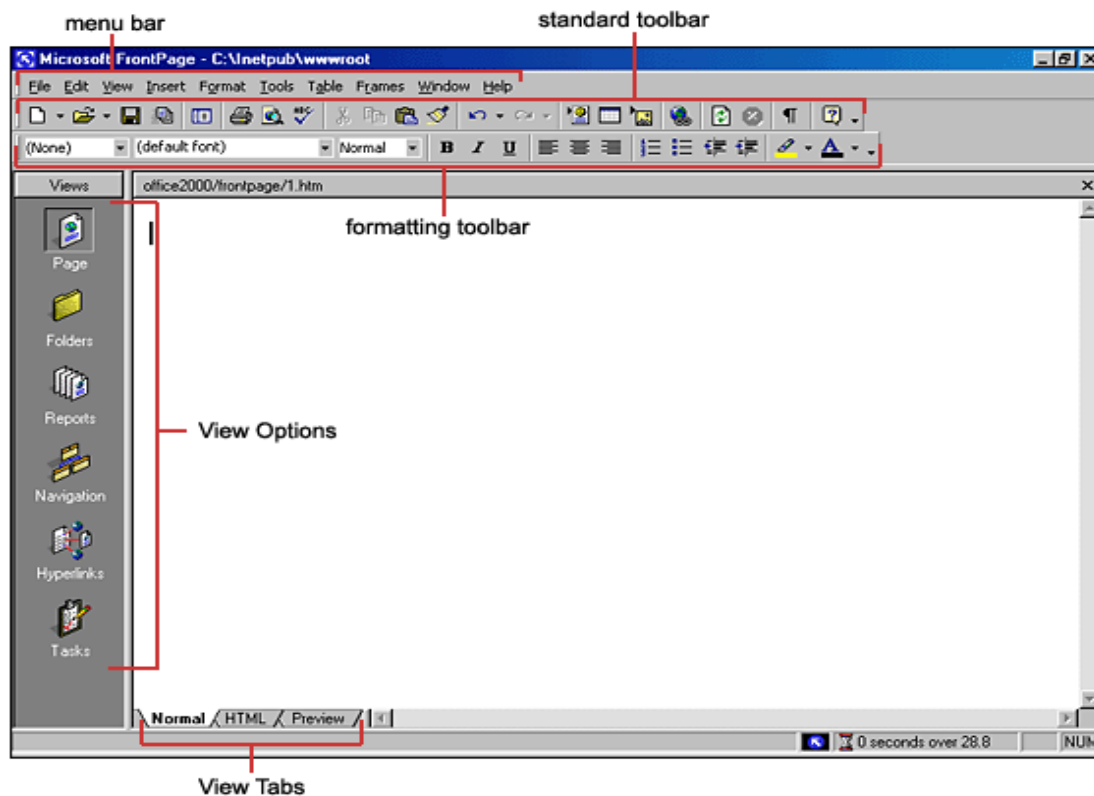 menu bar
standard toolbar
Microsoft FrontPage - C:\Inetpub\wwwroot
File Edit View Insert Format Tools Table Frames Window Help
(None) (default font) Normal B I U
Views office2000/frontpage/1.htm
formatting toolbar
Page
Folders
Reports
View Options
Navigation
Hyperlinks
Tasks
Normal HTML Preview
0 seconds over 28.8 NUM
View Tabs